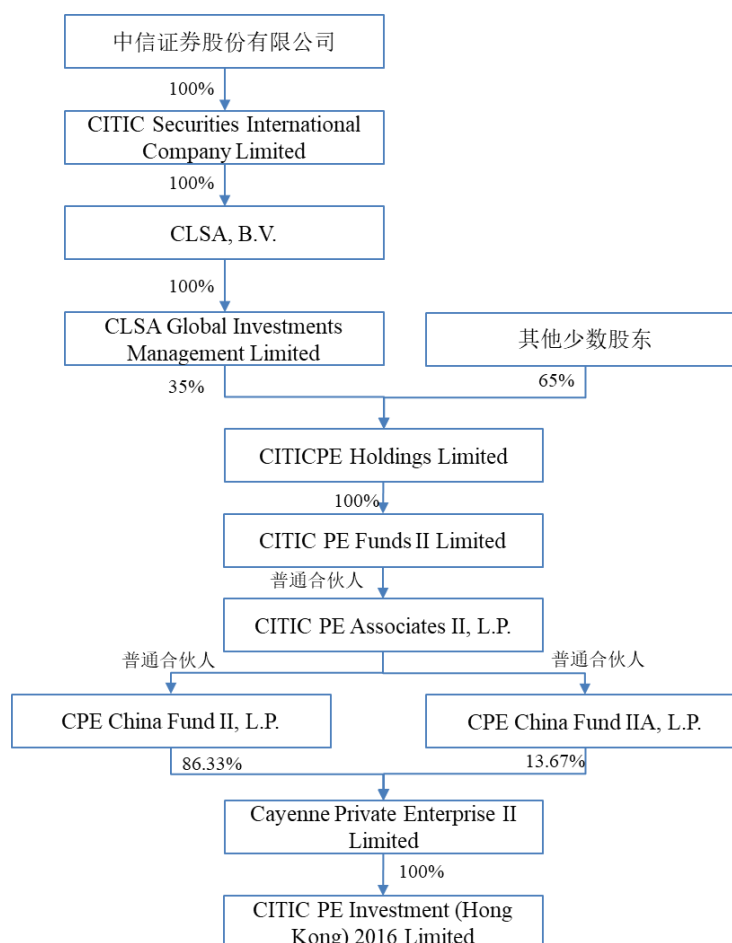 中信证券股份有限公司
100%
CITIC Securities International
Company Limited
100%
CLSA, B.V.
100%
CLSA Global Investments
Management Limited
其他少数股东
35%
65%
CITICPE Holdings Limited
100%
CITIC PE Funds II Limited
普通合伙人
CITIC PE Associates II, L.P.
普通合伙人
普通合伙人
CPE China Fund II, L.P.
CPE China Fund IIA, L.P.
86.33%
13.67%
Cayenne Private Enterprise II
Limited
100%
CITIC PE Investment (Hong
Kong) 2016 Limited